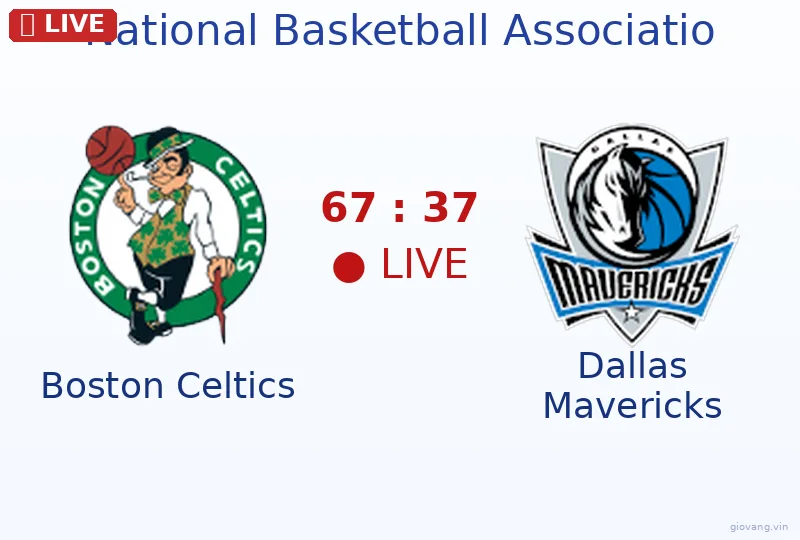 LIVE
National Basketball Associatio
BOSTON CELTICS
67 : 37
● LIVE
DALLAS
MAVERICKS
Boston Celtics
Dallas
Mavericks
giovang.vin